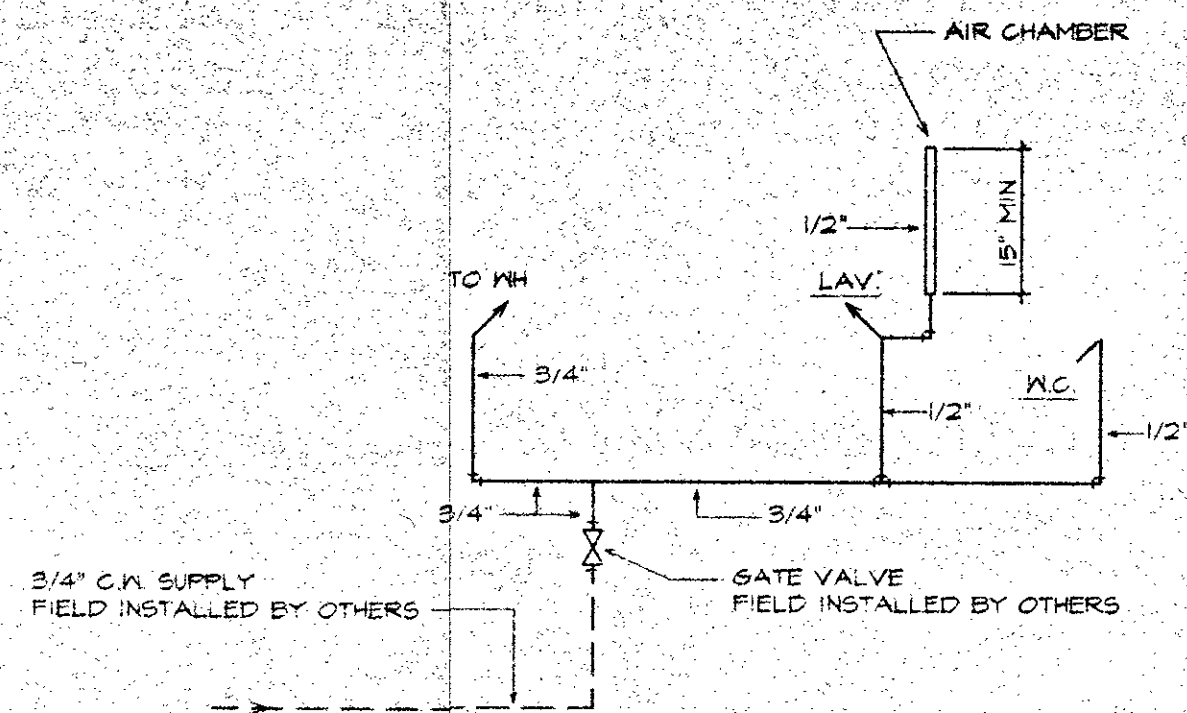 AIR CHAMBER
1/2"
15" MIN
TO WH
LAV.
3/4"
W.C.
1/2"
1/2"
3/4"
3/4"
3/4" C.W. SUPPLY
FIELD INSTALLED BY OTHERS
GATE VALVE
FIELD INSTALLED BY OTHERS